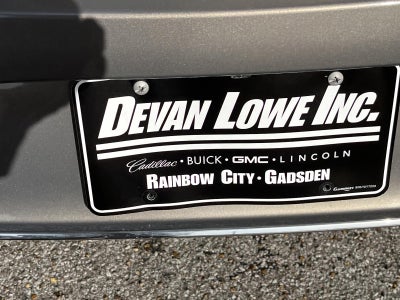 DEVAN LOWE INC.
Cadillac • BUICK • GMC • LINCOLN
RAINBOW CITY • GADSDEN